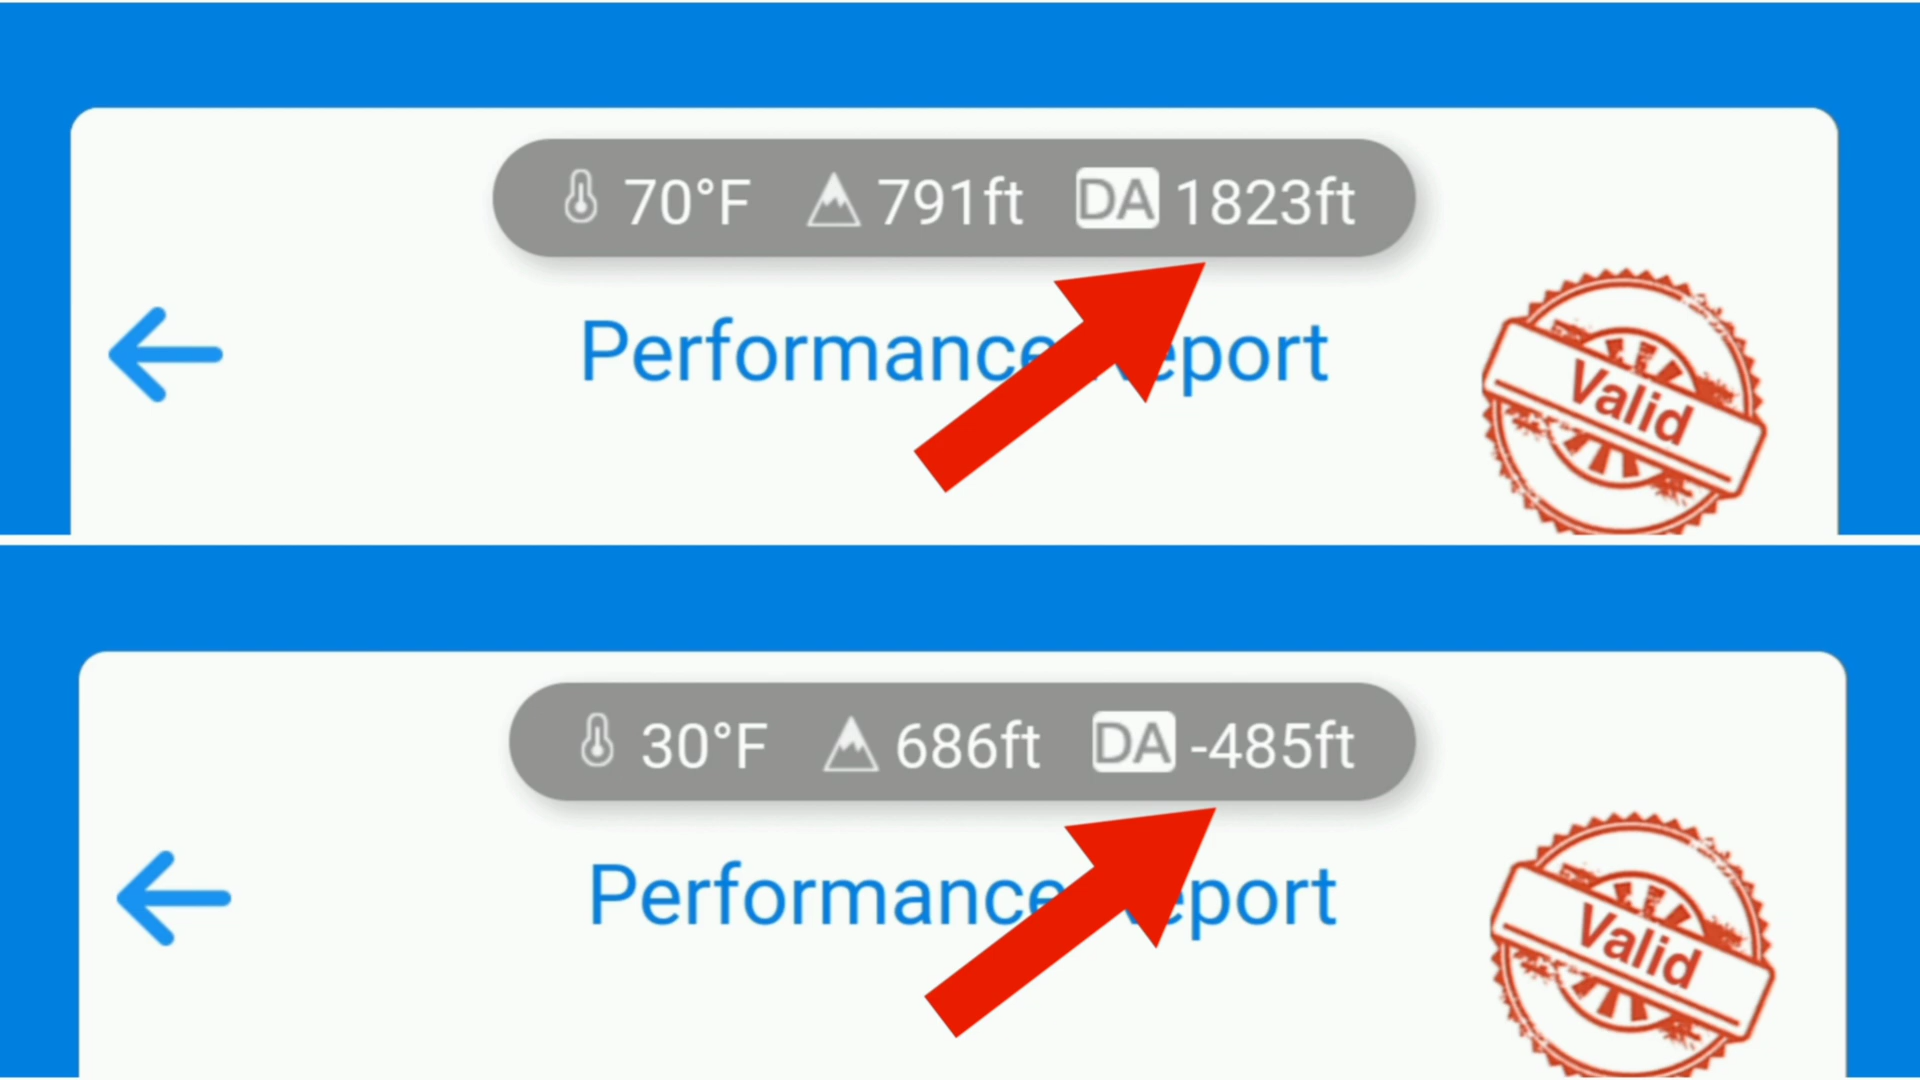 70°F 791ft DA 1823ft
Performance eport
Valid
30°F 686ft DA -485ft
Performance eport
Valid